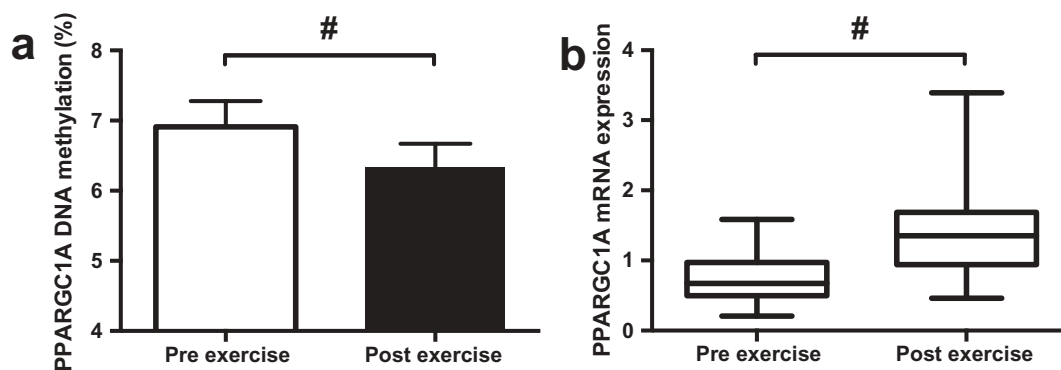 a
PPARGC1A DNA methylation (%)
#
8
7
6
5
4
Pre exercise
Post exercise
b
PPARGC1A mRNA expression
#
4
3
2
1
0
Pre exercise
Post exercise